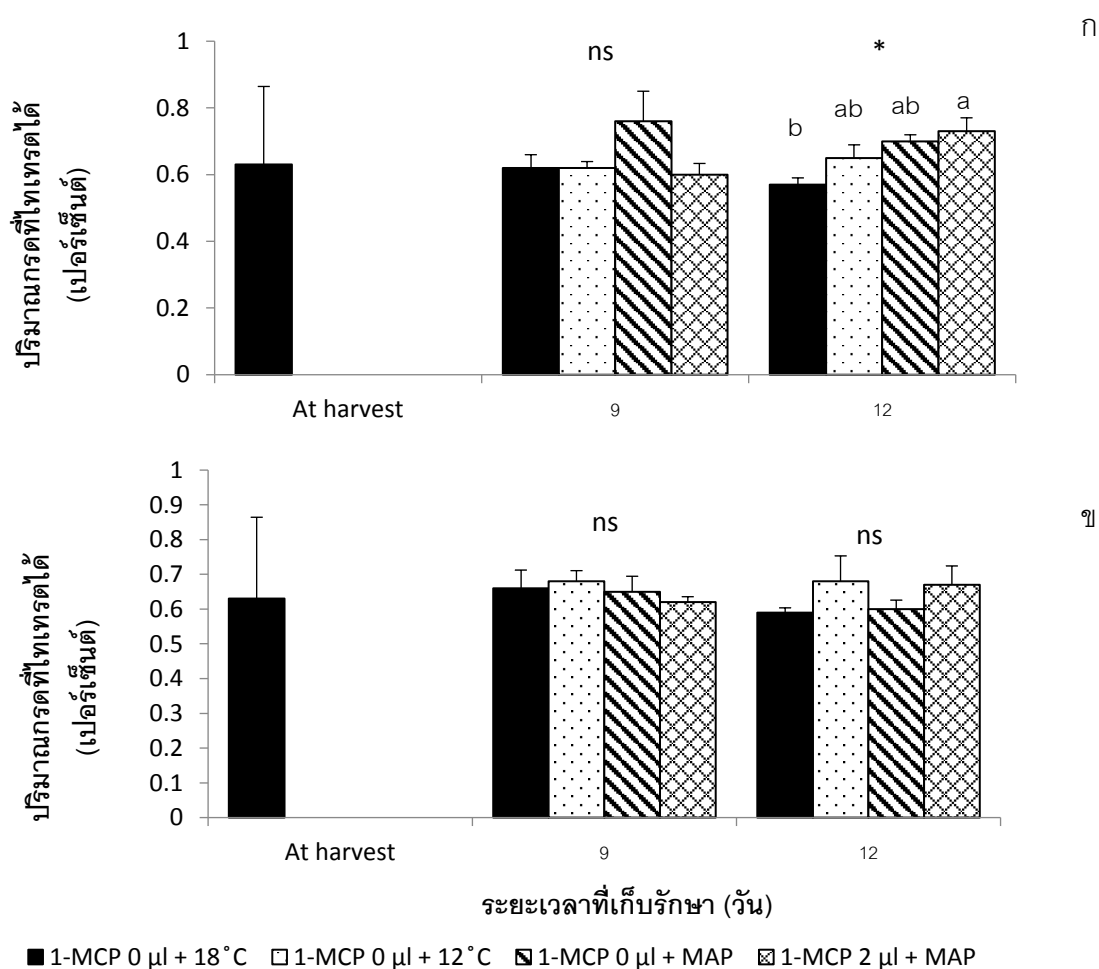 ก
ปริมาณกรดที่ไทเทรตได้
(เปอร์เซ็นต์)
1
0.8
0.6
0.4
0.2
0
ns
*
b
ab
ab
a
At harvest
9
12
ข
ปริมาณกรดที่ไทเทรตได้
(เปอร์เซ็นต์)
1
0.9
0.8
0.7
0.6
0.5
0.4
0.3
0.2
0.1
0
ns
ns
At harvest
9
12
ระยะเวลาที่เก็บรักษา (วัน)
1-MCP 0 µl + 18˚C 1-MCP 0 µl + 12˚C 1-MCP 0 µl + MAP 1-MCP 2 µl + MAP